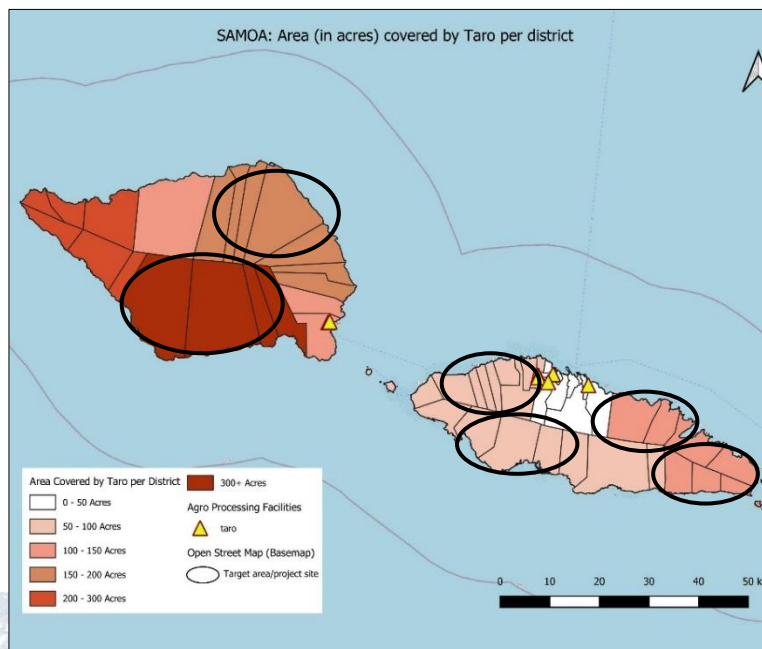 SAMOA: Area (in acres) covered by Taro per district
Area Covered by Taro per District
0 - 50 Acres
50 - 100 Acres
100 - 150 Acres
150 - 200 Acres
200 - 300 Acres
300+ Acres
Agro Processing Facilities
taro
Open Street Map (Basemap)
Target area/project site
0 10 20 30 40 50 k